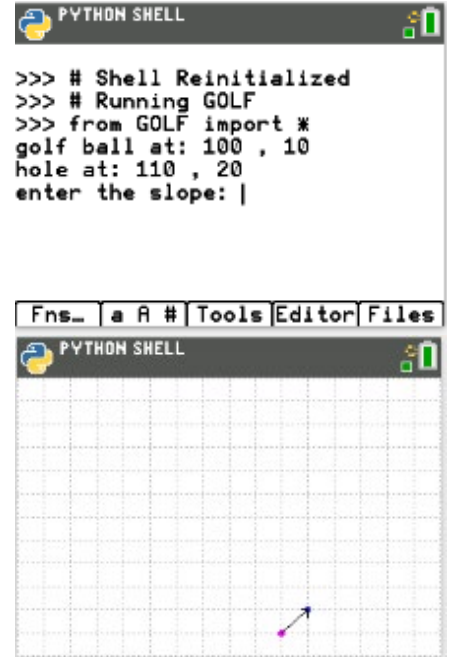 PYTHON SHELL
>>> # Shell Reinitialized
>>> # Running GOLF
>>> from GOLF import *
golf ball at: 100 , 10
hole at: 110 , 20
enter the slope: |
Fns… a A # Tools Editor Files
PYTHON SHELL